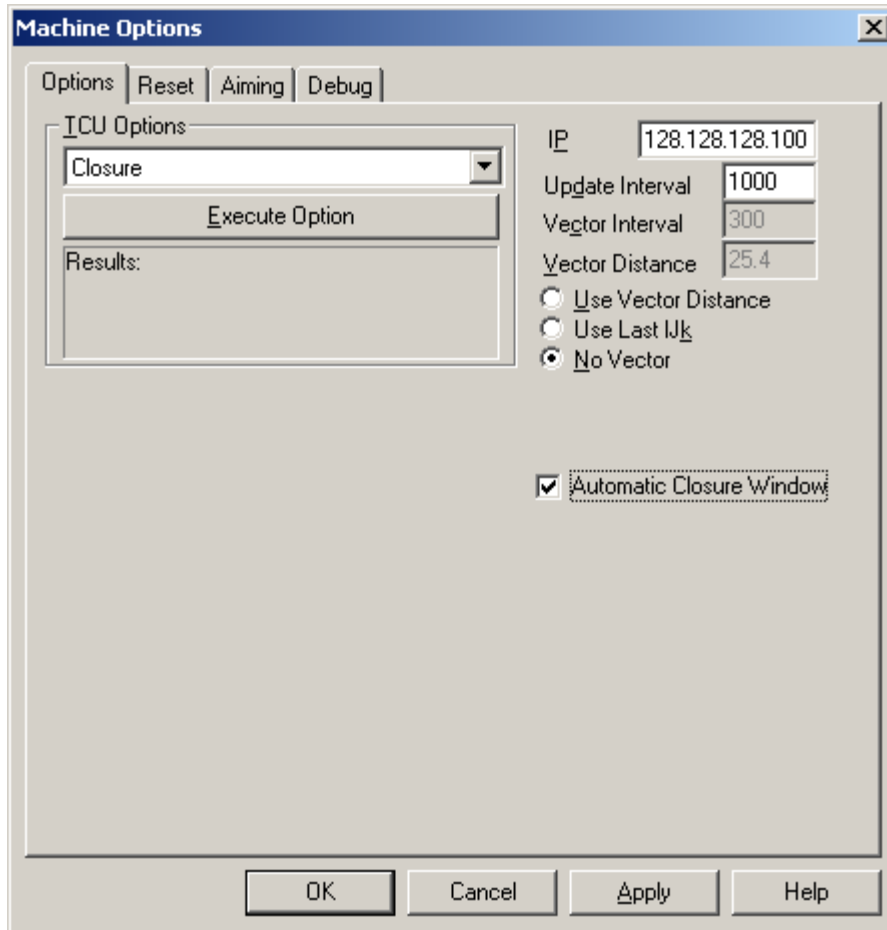 Machine Options
Options Reset Aiming Debug
TCU Options
Closure
Execute Option
Results:
IP 128.128.128.100
Update Interval 1000
Vector Interval 300
Vector Distance 25.4
Use Vector Distance
Use Last IJk
No Vector
Automatic Closure Window
OK Cancel Apply Help